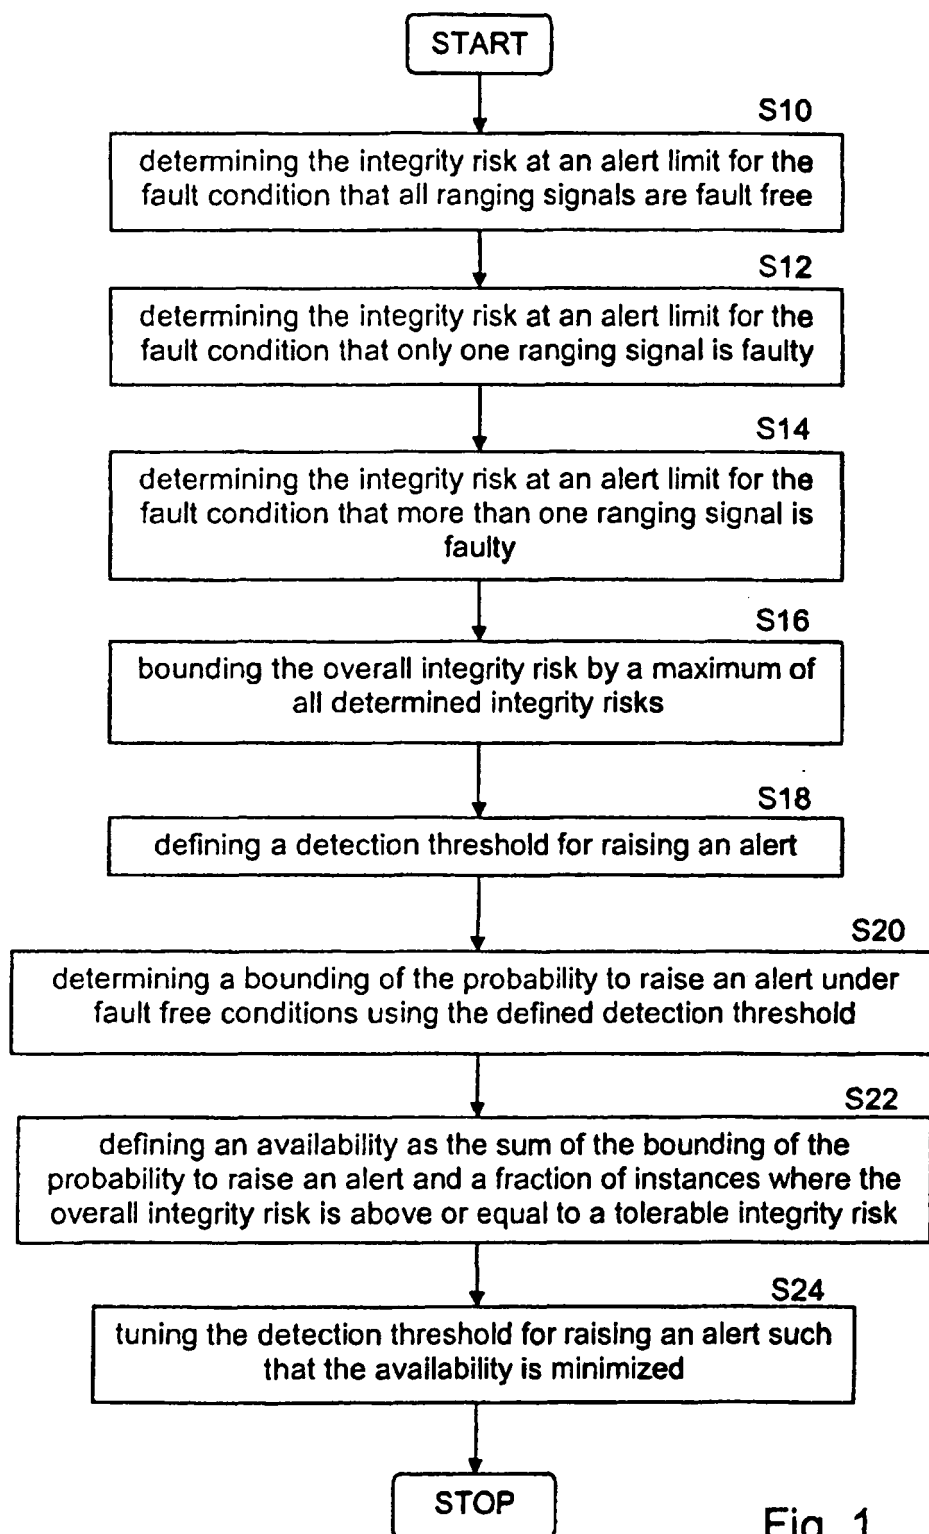 START
S10
determining the integrity risk at an alert limit for the
fault condition that all ranging signals are fault free
S12
determining the integrity risk at an alert limit for the
fault condition that only one ranging signal is faulty
S14
determining the integrity risk at an alert limit for the
fault condition that more than one ranging signal is
faulty
S16
bounding the overall integrity risk by a maximum of
all determined integrity risks
S18
defining a detection threshold for raising an alert
S20
determining a bounding of the probability to raise an alert under
fault free conditions using the defined detection threshold
S22
defining an availability as the sum of the bounding of the
probability to raise an alert and a fraction of instances where the
overall integrity risk is above or equal to a tolerable integrity risk
S24
tuning the detection threshold for raising an alert such
that the availability is minimized
STOP
Fig. 1